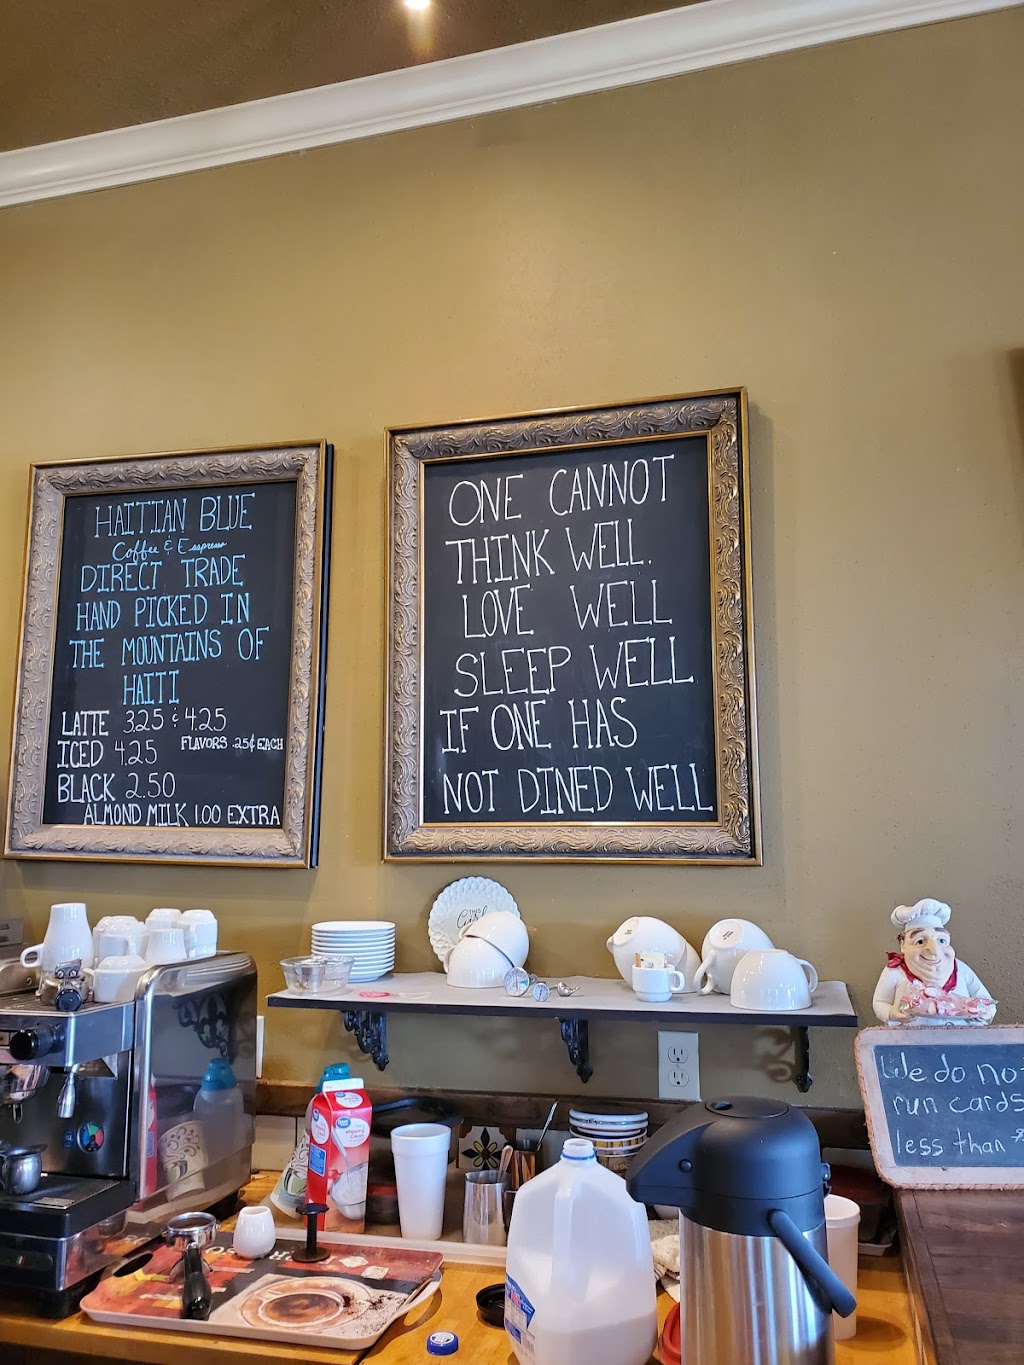 HAITIAN BLUE
Coffee & Espresso
DIRECT TRADE
HAND PICKED IN
THE MOUNTAINS OF
HAITI
LATTE 3.25 & 4.25
ICED 4.25 FLAVORS .25¢ EACH
BLACK 2.50
ALMOND MILK 1.00 EXTRA
ONE CANNOT
THINK WELL.
LOVE WELL
SLEEP WELL
IF ONE HAS
NOT DINED WELL
THIS
We do not
run cards
less than